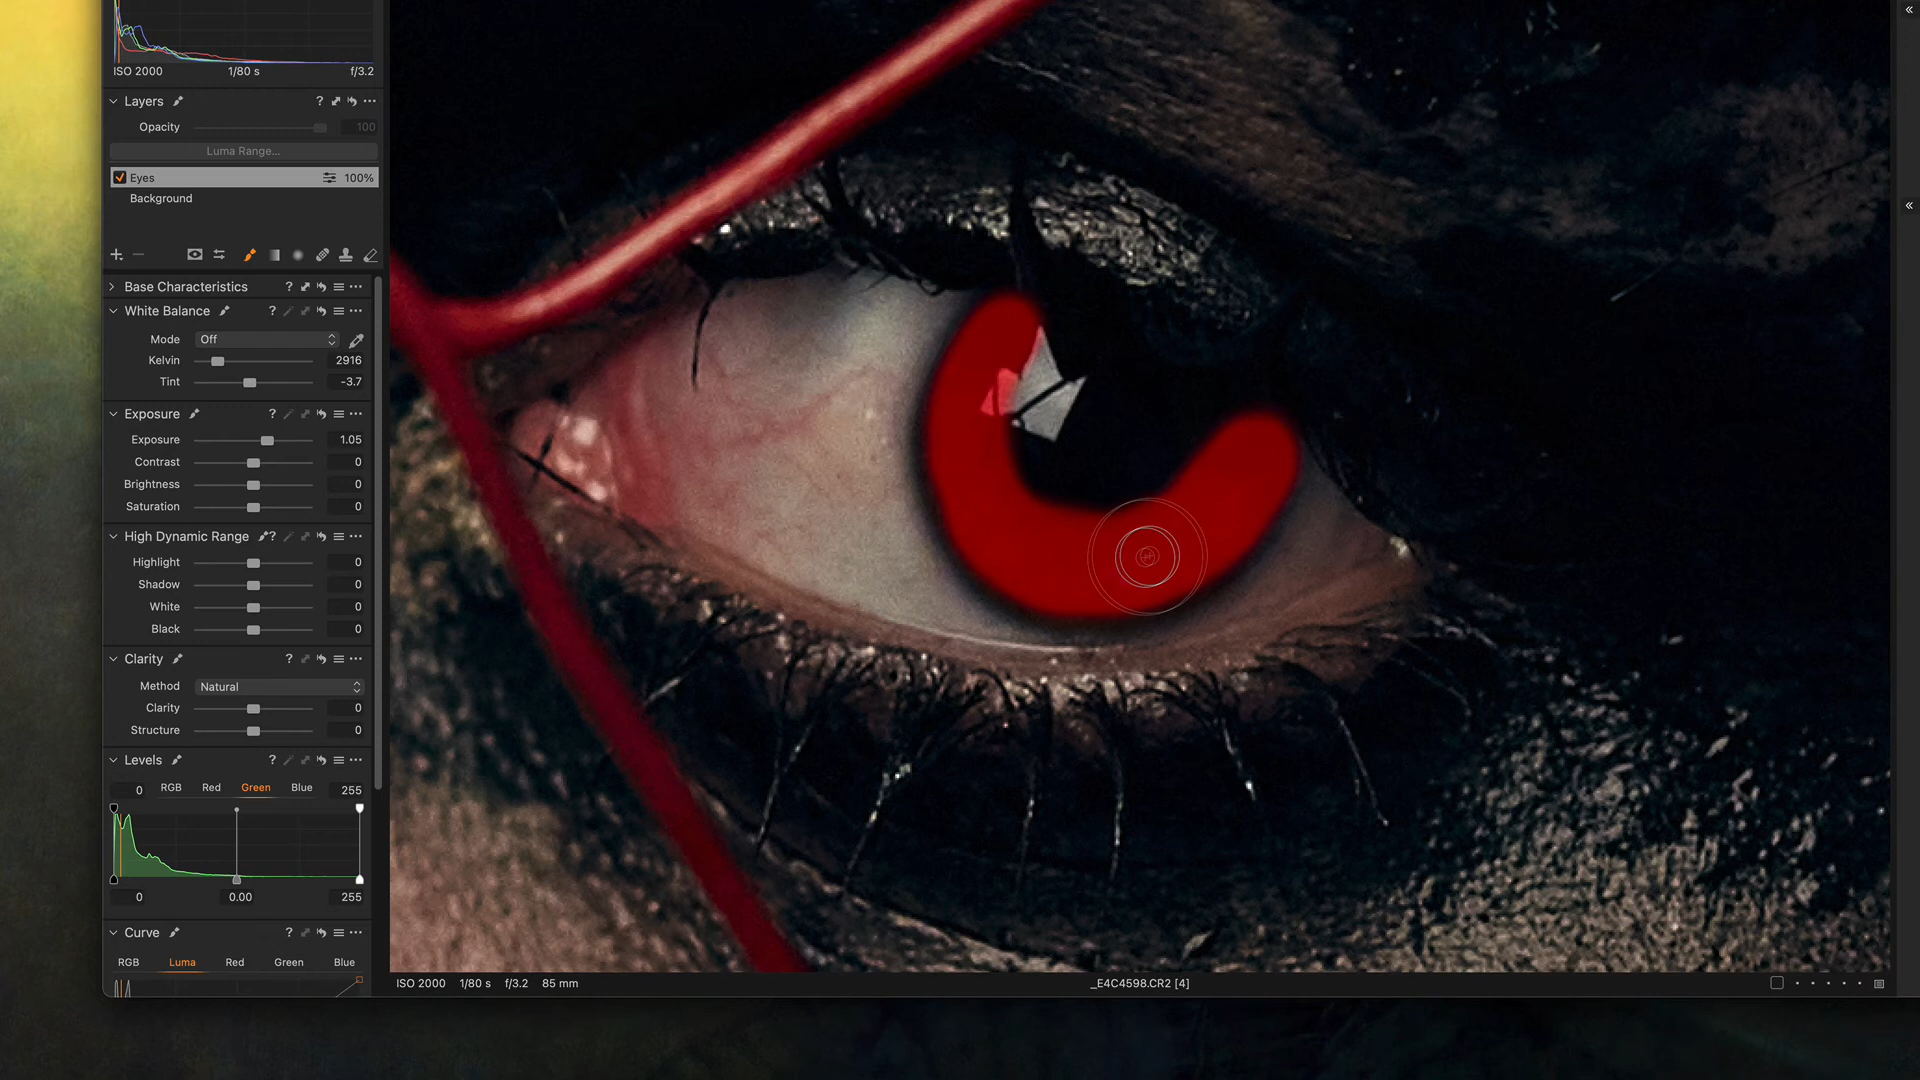 ISO 2000 1/80 s f/3.2
Layers ?
Opacity 100
Luma Range...
Eyes 100%
Background
Base Characteristics ?
White Balance ?
Mode Off
Kelvin 2916
Tint -3.7
Exposure ?
Exposure 1.05
Contrast 0
Brightness 0
Saturation 0
High Dynamic Range ?
Highlight 0
Shadow 0
White 0
Black 0
Clarity ?
Method Natural
Clarity 0
Structure 0
Levels ?
0 RGB Red Green Blue 255
0 0.00 255
Curve ?
RGB Luma Red Green Blue
ISO 2000 1/80 s f/3.2 85 mm
_E4C4598.CR2 [4]